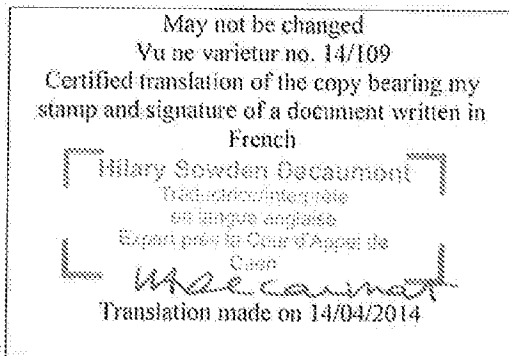 May not be changed
Vu ne varietur no. 14/109
Certified translation of the copy bearing my
stamp and signature of a document written in
French
Hilary Sowden Decaumont
Traductrice/interprète
en langue anglaise
Expert près la Cour d'Appel de
Caen
Translation made on 14/04/2014